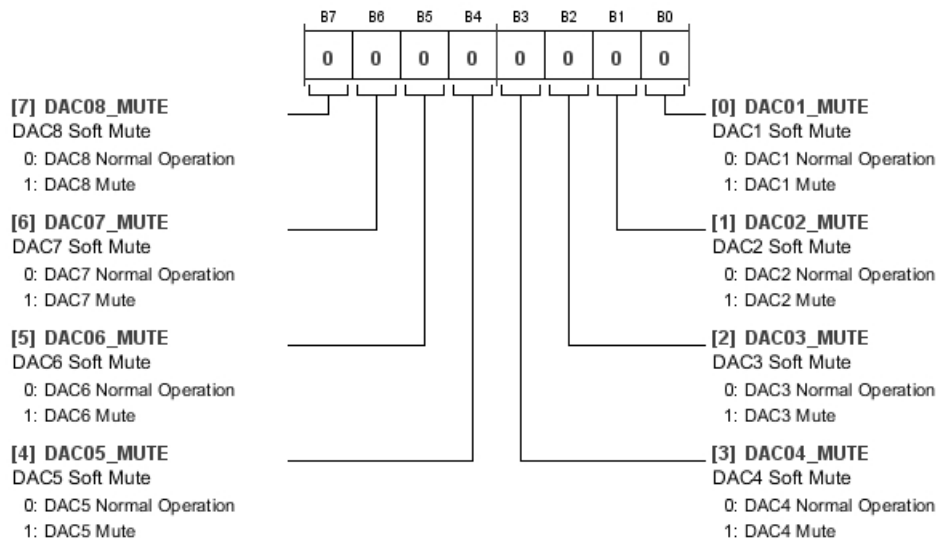 B7 B6 B5 B4 B3 B2 B1 B0
0 0 0 0 0 0 0 0
[7] DAC08_MUTE
DAC8 Soft Mute
0: DAC8 Normal Operation
1: DAC8 Mute
[6] DAC07_MUTE
DAC7 Soft Mute
0: DAC7 Normal Operation
1: DAC7 Mute
[5] DAC06_MUTE
DAC6 Soft Mute
0: DAC6 Normal Operation
1: DAC6 Mute
[4] DAC05_MUTE
DAC5 Soft Mute
0: DAC5 Normal Operation
1: DAC5 Mute
[0] DAC01_MUTE
DAC1 Soft Mute
0: DAC1 Normal Operation
1: DAC1 Mute
[1] DAC02_MUTE
DAC2 Soft Mute
0: DAC2 Normal Operation
1: DAC2 Mute
[2] DAC03_MUTE
DAC3 Soft Mute
0: DAC3 Normal Operation
1: DAC3 Mute
[3] DAC04_MUTE
DAC4 Soft Mute
0: DAC4 Normal Operation
1: DAC4 Mute